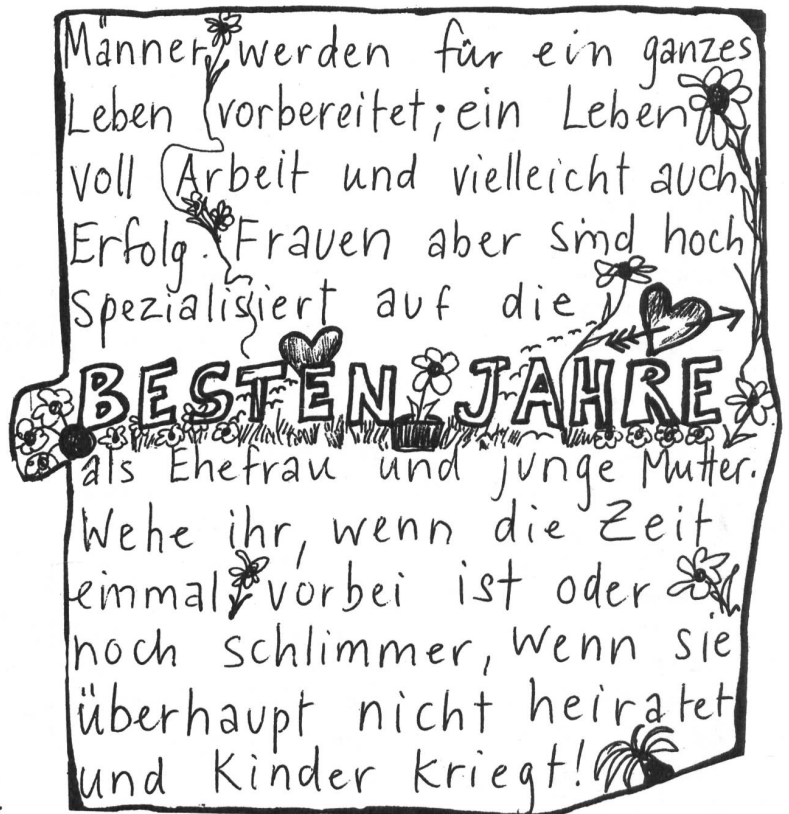 Männer werden für ein ganzes
Leben vorbereitet; ein Leben
voll Arbeit und vielleicht auch
Erfolg. Frauen aber sind hoch
spezialisiert auf die
BESTEN JAHRE
als Ehefrau und junge Mutter.
Wehe ihr, wenn die Zeit
einmal vorbei ist oder
noch schlimmer, wenn sie
überhaupt nicht heiratet
und Kinder kriegt!